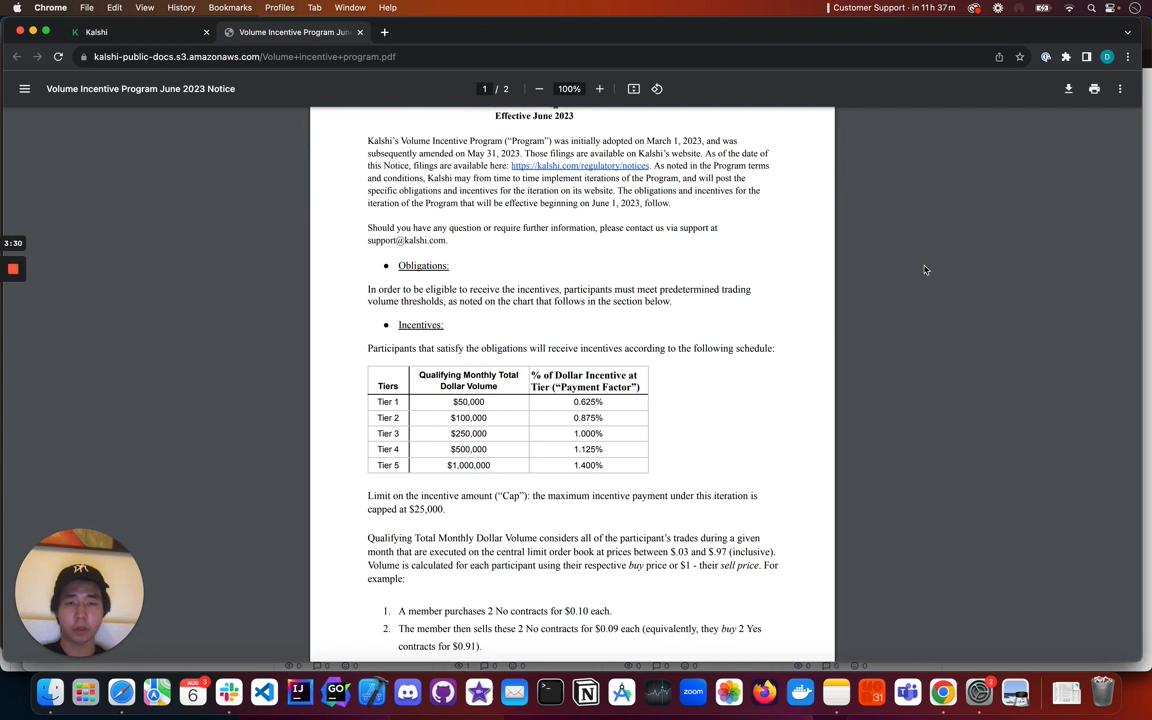 Chrome File Edit View History Bookmarks Profiles Tab Window Help
Customer Support · in 11h 37m
Kalshi
Volume Incentive Program Jun
kalshi-public-docs.s3.amazonaws.com/Volume+incentive+program.pdf
D
Volume Incentive Program June 2023 Notice
1 / 2
100%
Effective June 2023
Kalshi's Volume Incentive Program ("Program") was initially adopted on March 1, 2023, and was
subsequently amended on May 31, 2023. Those filings are available on Kalshi's website. As of the date of
this Notice, filings are available here: https://kalshi.com/regulatory/notices. As noted in the Program terms
and conditions, Kalshi may from time to time implement iterations of the Program, and will post the
specific obligations and incentives for the iteration on its website. The obligations and incentives for the
iteration of the Program that will be effective beginning on June 1, 2023, follow.
Should you have any question or require further information, please contact us via support at
support@kalshi.com.
3:30
● Obligations:
In order to be eligible to receive the incentives, participants must meet predetermined trading
volume thresholds, as noted on the chart that follows in the section below.
● Incentives:
Participants that satisfy the obligations will receive incentives according to the following schedule:
Tiers Qualifying Monthly Total Dollar Volume % of Dollar Incentive at Tier ("Payment Factor")
Tier 1 $50,000 0.625%
Tier 2 $100,000 0.875%
Tier 3 $250,000 1.000%
Tier 4 $500,000 1.125%
Tier 5 $1,000,000 1.400%
Limit on the incentive amount ("Cap"): the maximum incentive payment under this iteration is
capped at $25,000.
Qualifying Total Monthly Dollar Volume considers all of the participant's trades during a given
month that are executed on the central limit order book at prices between $.03 and $.97 (inclusive).
Volume is calculated for each participant using their respective buy price or $1 - their sell price. For
example:
1. A member purchases 2 No contracts for $0.10 each.
2. The member then sells these 2 No contracts for $0.09 each (equivalently, they buy 2 Yes
contracts for $0.91).
AUG
6
3
IJ
GO
zoom
31
2